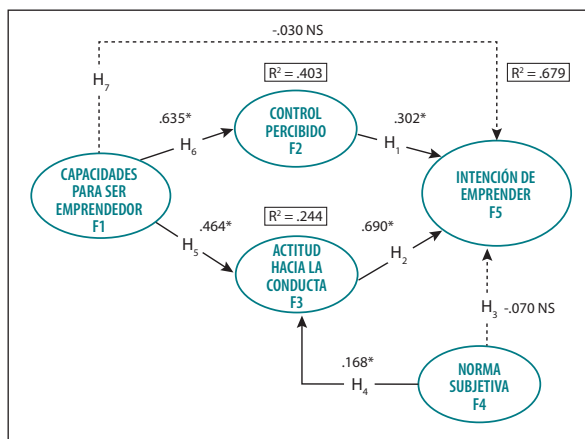 -.030 NS
H7
R² = .403
R² = .679
.635*
H6
CONTROL
PERCIBIDO
F2
.302*
H1
CAPACIDADES
PARA SER
EMPRENDEDOR
F1
INTENCIÓN DE
EMPRENDER
F5
R² = .244
.464*
H5
ACTITUD
HACIA LA
CONDUCTA
F3
.690*
H2
H3 -.070 NS
.168*
H4
NORMA
SUBJETIVA
F4